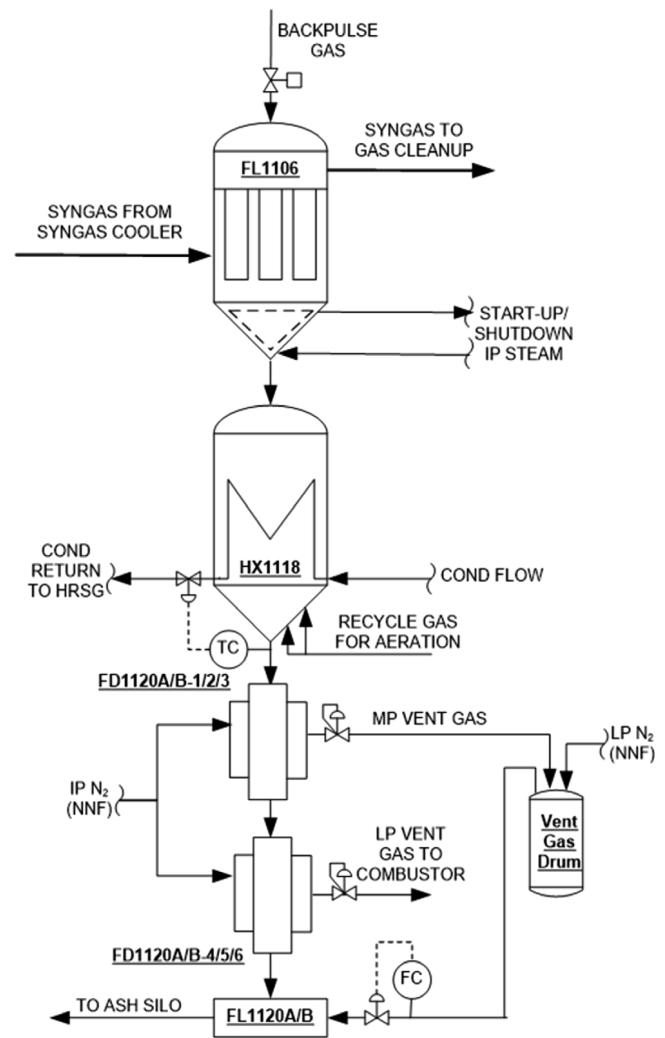 BACKPULSE
GAS
SYNGAS TO
GAS CLEANUP
FL1106
SYNGAS FROM
SYNGAS COOLER
START-UP/
SHUTDOWN
IP STEAM
COND
RETURN
TO HRSG
HX1118
COND FLOW
RECYCLE GAS
FOR AERATION
TC
FD1120A/B-1/2/3
MP VENT GAS
LP N₂
(NNF)
IP N₂
(NNF)
Vent
Gas
Drum
LP VENT
GAS TO
COMBUSTOR
FD1120A/B-4/5/6
FC
TO ASH SILO
FL1120A/B